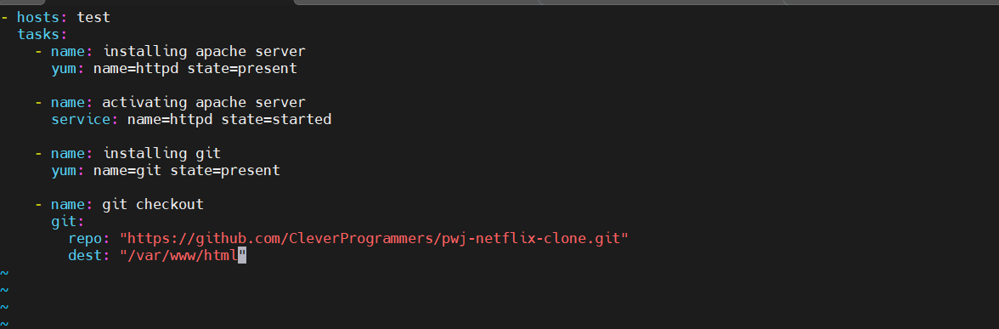 - hosts: test
  tasks:
    - name: installing apache server
      yum: name=httpd state=present

    - name: activating apache server
      service: name=httpd state=started

    - name: installing git
      yum: name=git state=present

    - name: git checkout
      git:
        repo: "https://github.com/CleverProgrammers/pwj-netflix-clone.git"
        dest: "/var/www/html"
~
~
~
~